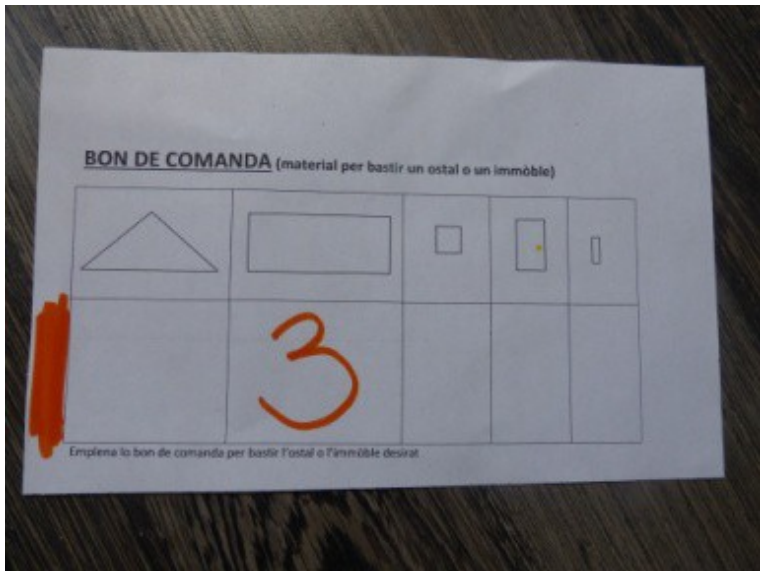 BON DE COMANDA (material per bastir un ostal o un immòble)
3
Emplena lo bon de comanda per bastir l'ostal o l'immòble desirat